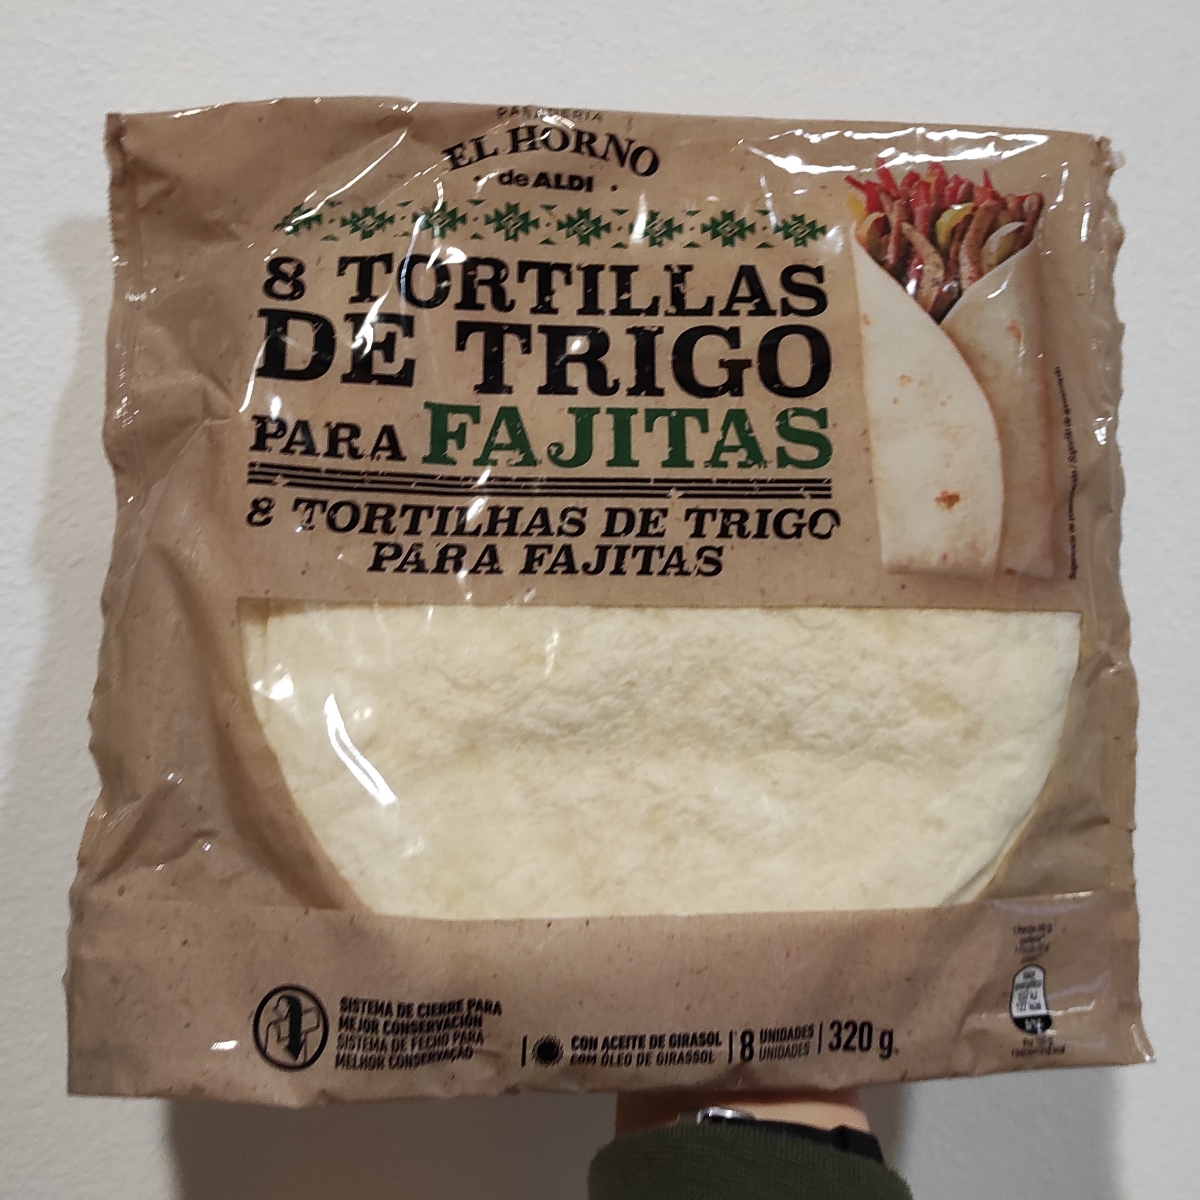 PANADERIA
EL HORNO
de ALDI
8 TORTILLAS
DE TRIGO
PARA FAJITAS
8 TORTILHAS DE TRIGO
PARA FAJITAS
SISTEMA DE CIERRE PARA
MEJOR CONSERVACIÓN
SISTEMA DE FECHO PARA
MELHOR CONSERVAÇÃO
CON ACEITE DE GIRASOL
COM ÓLEO DE GIRASSOL
8 UNIDADES
UNIDADES
320 g